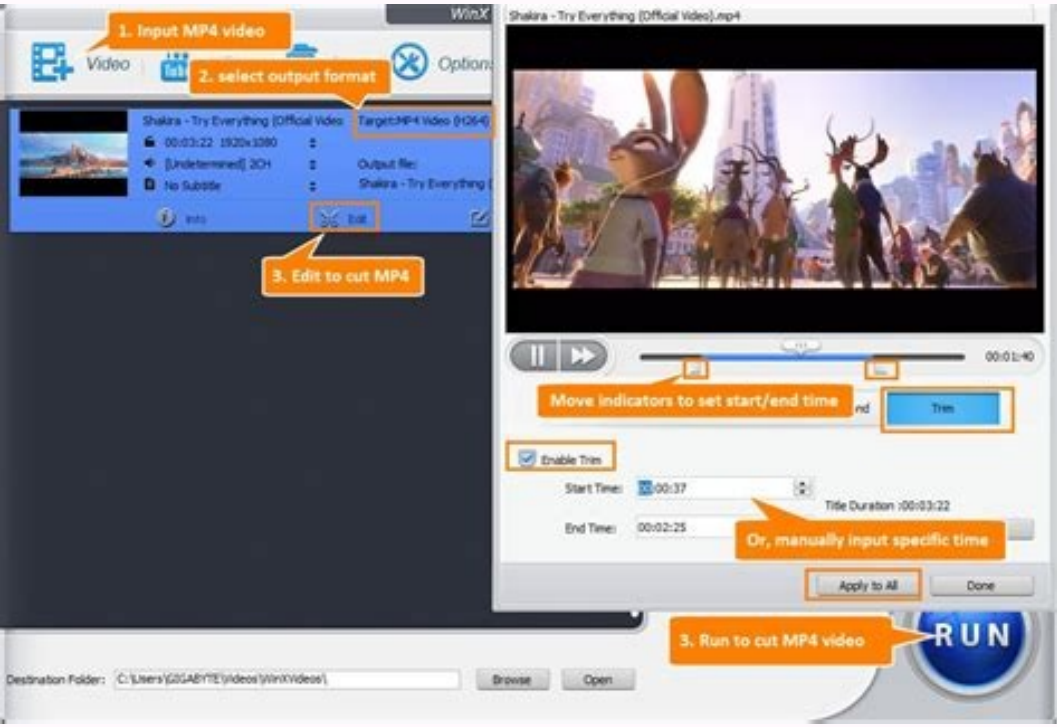 WinX
Shakira - Try Everything (Official Video).mp4
1. Input MP4 video
Video
2. select output format
Options
Shakira - Try Everything (Official Video
Target:MP4 Video (H264)
00:03:22 1920x1080
[Undetermined] 2CH
Output file:
No Subtitle
Shakira - Try Everything (
Info
Edit
3. Edit to cut MP4
00:01:40
Move indicators to set start/end time
nd
Trim
Enable Trim
Start Time:
00:00:37
Title Duration :00:03:22
End Time:
00:02:25
Or, manually input specific time
Apply to All
Done
3. Run to cut MP4 video
RUN
Destination Folder:
C:\Users\GIGABYTE\Videos\WinXVideos\
Browse
Open